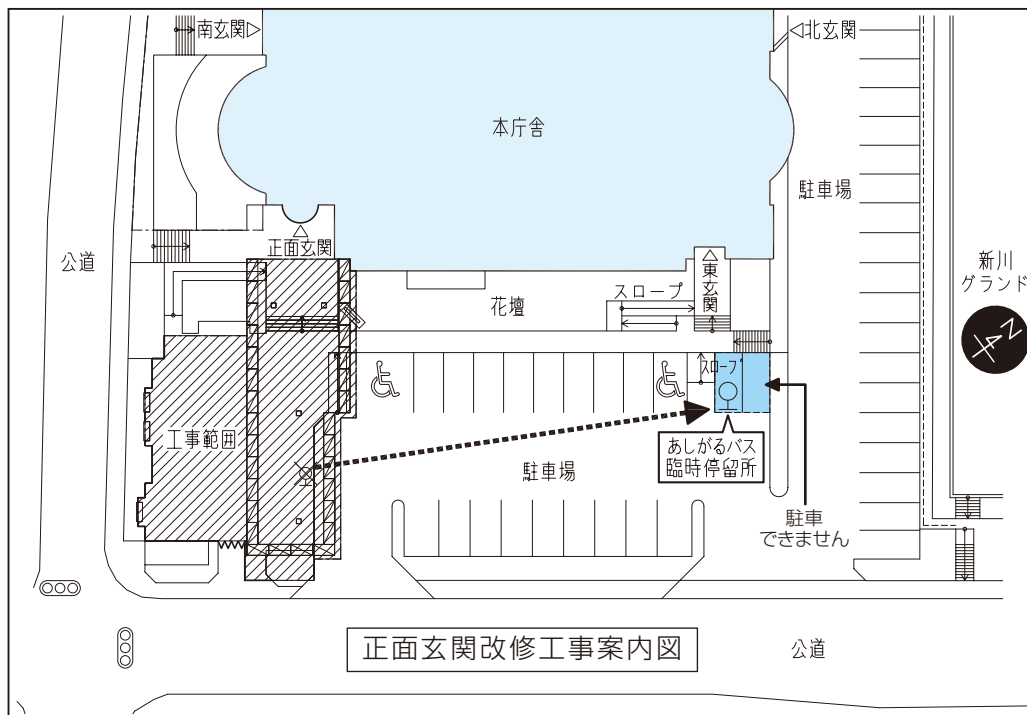 南玄関▷
◁北玄関
本庁舎
駐車場
公道
△
正面玄関
新川
グランド
△東玄関
スロープ
花壇
N
スロープ
工事範囲
あしがるバス
臨時停留所
駐車場
駐車
できません
正面玄関改修工事案内図
公道